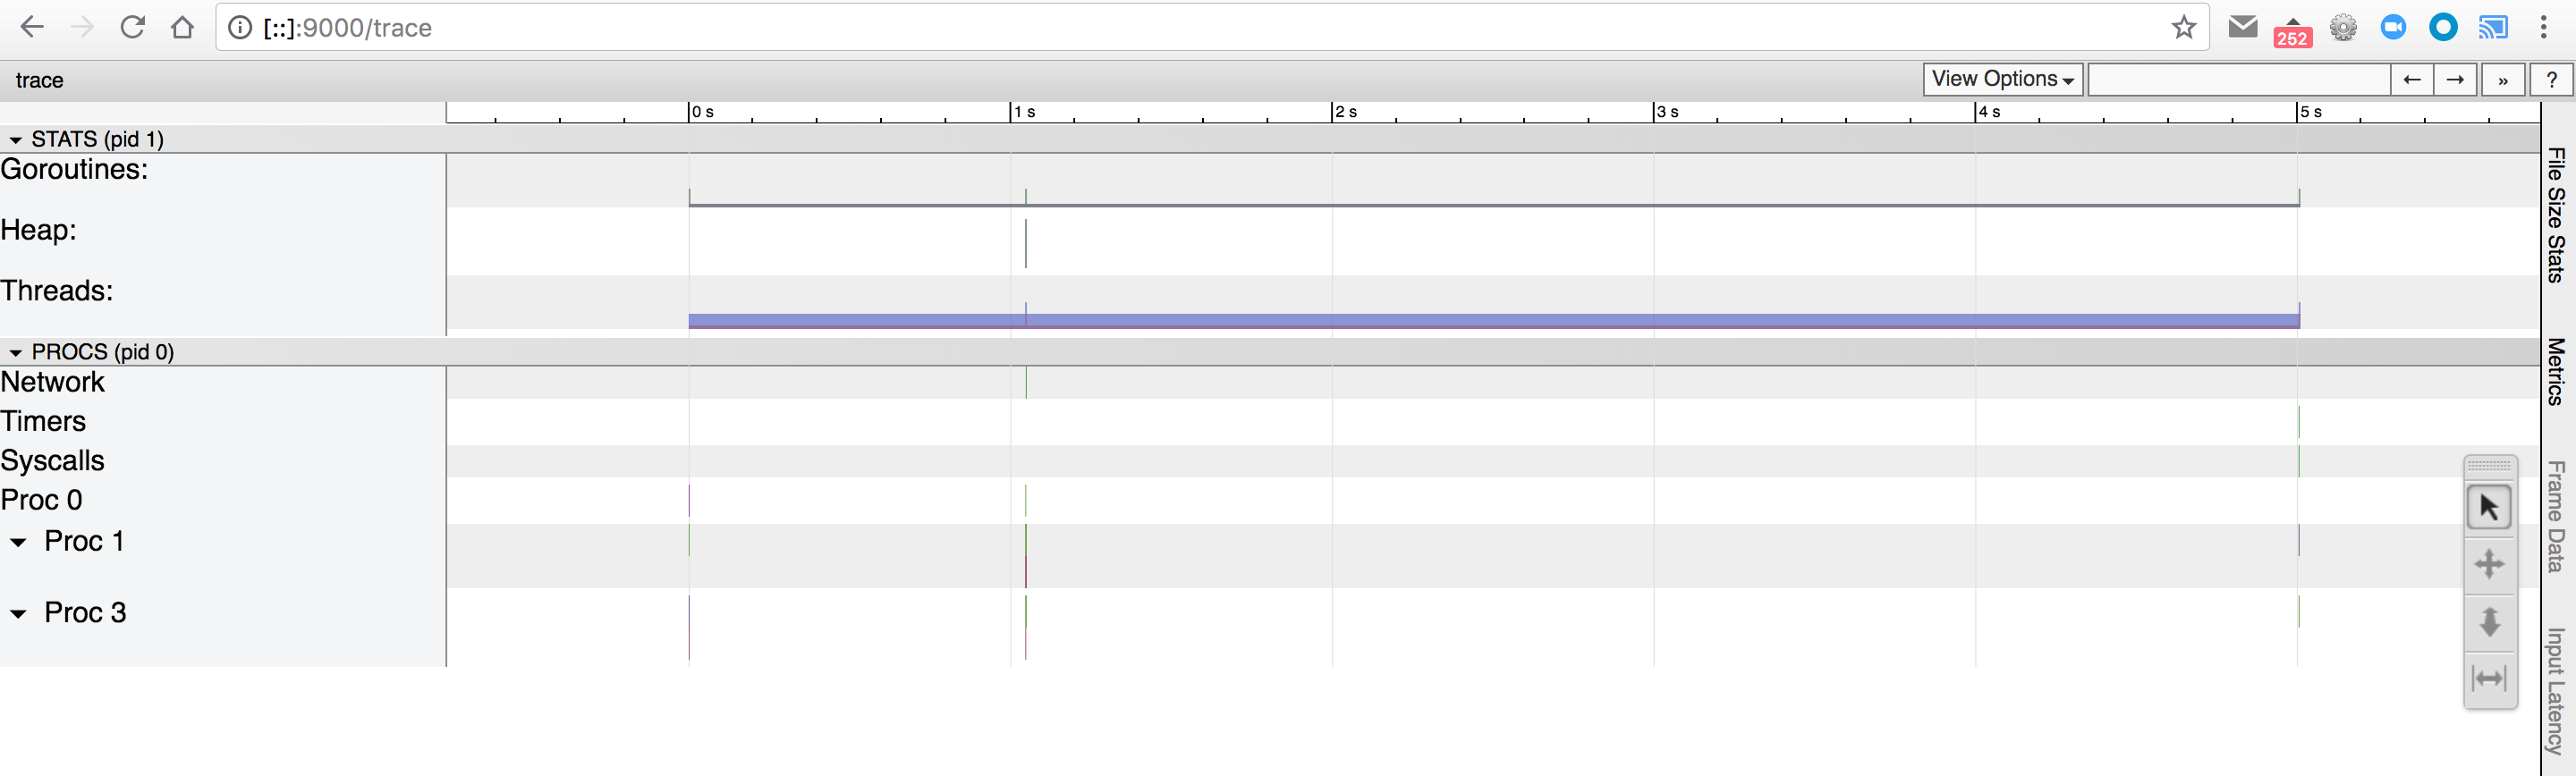 [::]:9000/trace
252
trace
View Options
»
?
0 s
1 s
2 s
3 s
4 s
5 s
STATS (pid 1)
Goroutines:
Heap:
Threads:
PROCS (pid 0)
Network
Timers
Syscalls
Proc 0
Proc 1
Proc 3
File Size Stats
Metrics
Frame Data
Input Latency